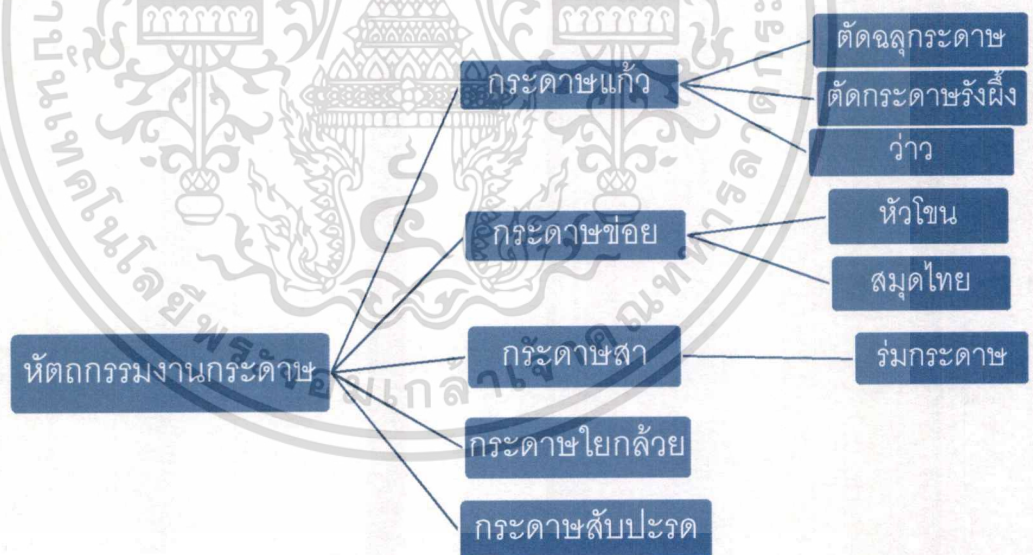 หัตถกรรมงานกระดาษ
กระดาษแก้ว
ตัดฉลุกระดาษ
ตัดกระดาษรังผึ้ง
ว่าว
กระดาษข่อย
หัวโขน
สมุดไทย
กระดาษสา
ร่มกระดาษ
กระดาษใยกล้วย
กระดาษสับปะรด